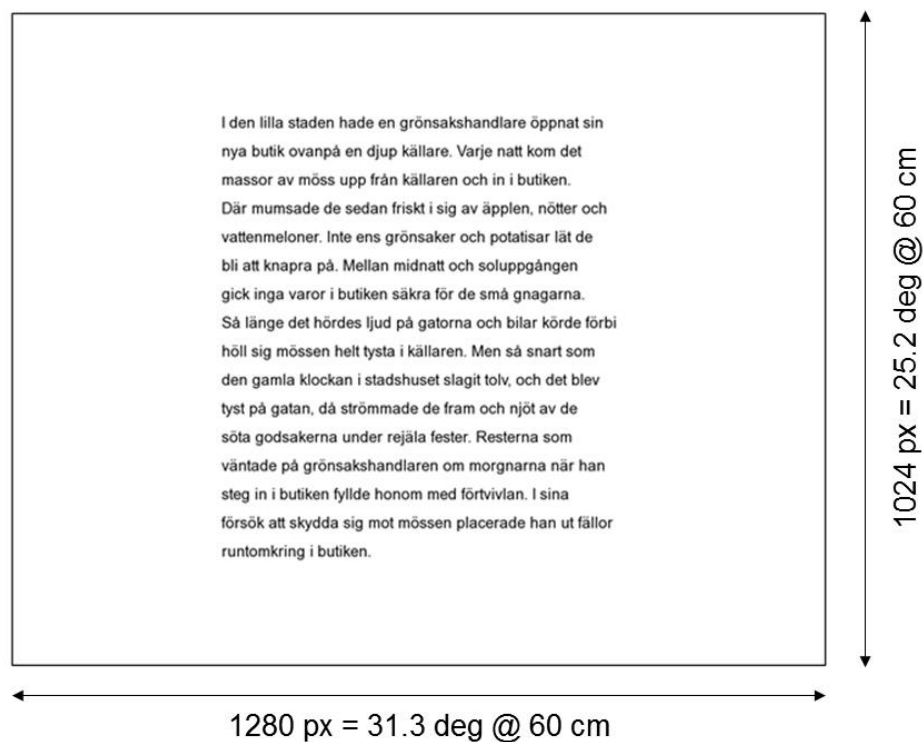 I den lilla staden hade en grönsakshandlare öppnat sin
nya butik ovanpå en djup källare. Varje natt kom det
massor av möss upp från källaren och in i butiken.
Där mumsade de sedan friskt i sig av äpplen, nötter och
vattenmeloner. Inte ens grönsaker och potatisar lät de
bli att knapra på. Mellan midnatt och soluppgången
gick inga varor i butiken säkra för de små gnagarna.
Så länge det hördes ljud på gatorna och bilar körde förbi
höll sig mössen helt tysta i källaren. Men så snart som
den gamla klockan i stadshuset slagit tolv, och det blev
tyst på gatan, då strömmade de fram och njöt av de
söta godsakerna under rejäla fester. Resterna som
väntade på grönsakshandlaren om morgnarna när han
steg in i butiken fyllde honom med förtvivlan. I sina
försök att skydda sig mot mössen placerade han ut fällor
runtomkring i butiken.
1024 px = 25.2 deg @ 60 cm
1280 px = 31.3 deg @ 60 cm